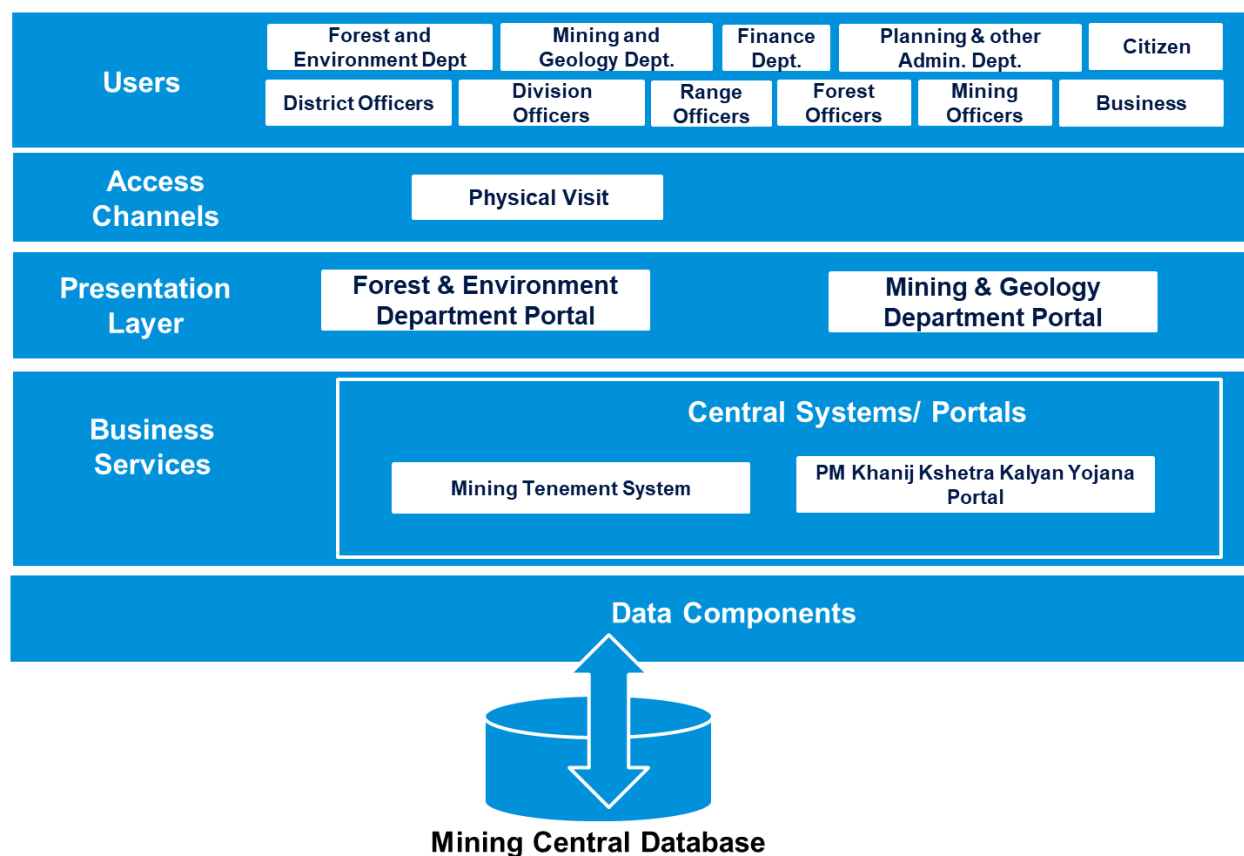 Users
Forest and
Environment Dept
Mining and
Geology Dept.
Finance
Dept.
Planning & other
Admin. Dept.
Citizen
District Officers
Division
Officers
Range
Officers
Forest
Officers
Mining
Officers
Business
Access
Channels
Physical Visit
Presentation
Layer
Forest & Environment
Department Portal
Mining & Geology
Department Portal
Business
Services
Central Systems/ Portals
Mining Tenement System
PM Khanij Kshetra Kalyan Yojana
Portal
Data Components
Mining Central Database